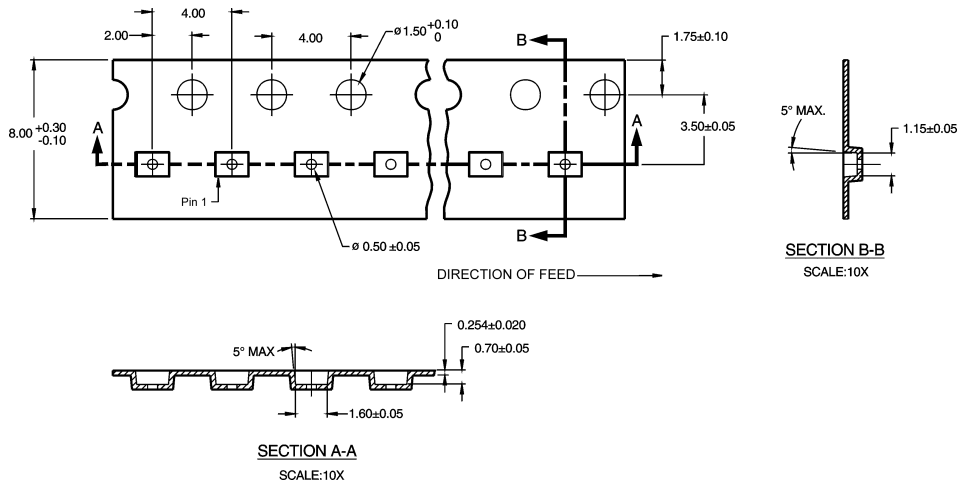 4.00
2.00
4.00
ø1.50 +0.10
0
B
1.75±0.10
8.00 +0.30
-0.10
A
A
3.50±0.05
5° MAX.
1.15±0.05
Pin 1
ø 0.50 ±0.05
B
SECTION B-B
SCALE:10X
DIRECTION OF FEED
0.254±0.020
5° MAX
0.70±0.05
1.60±0.05
SECTION A-A
SCALE:10X